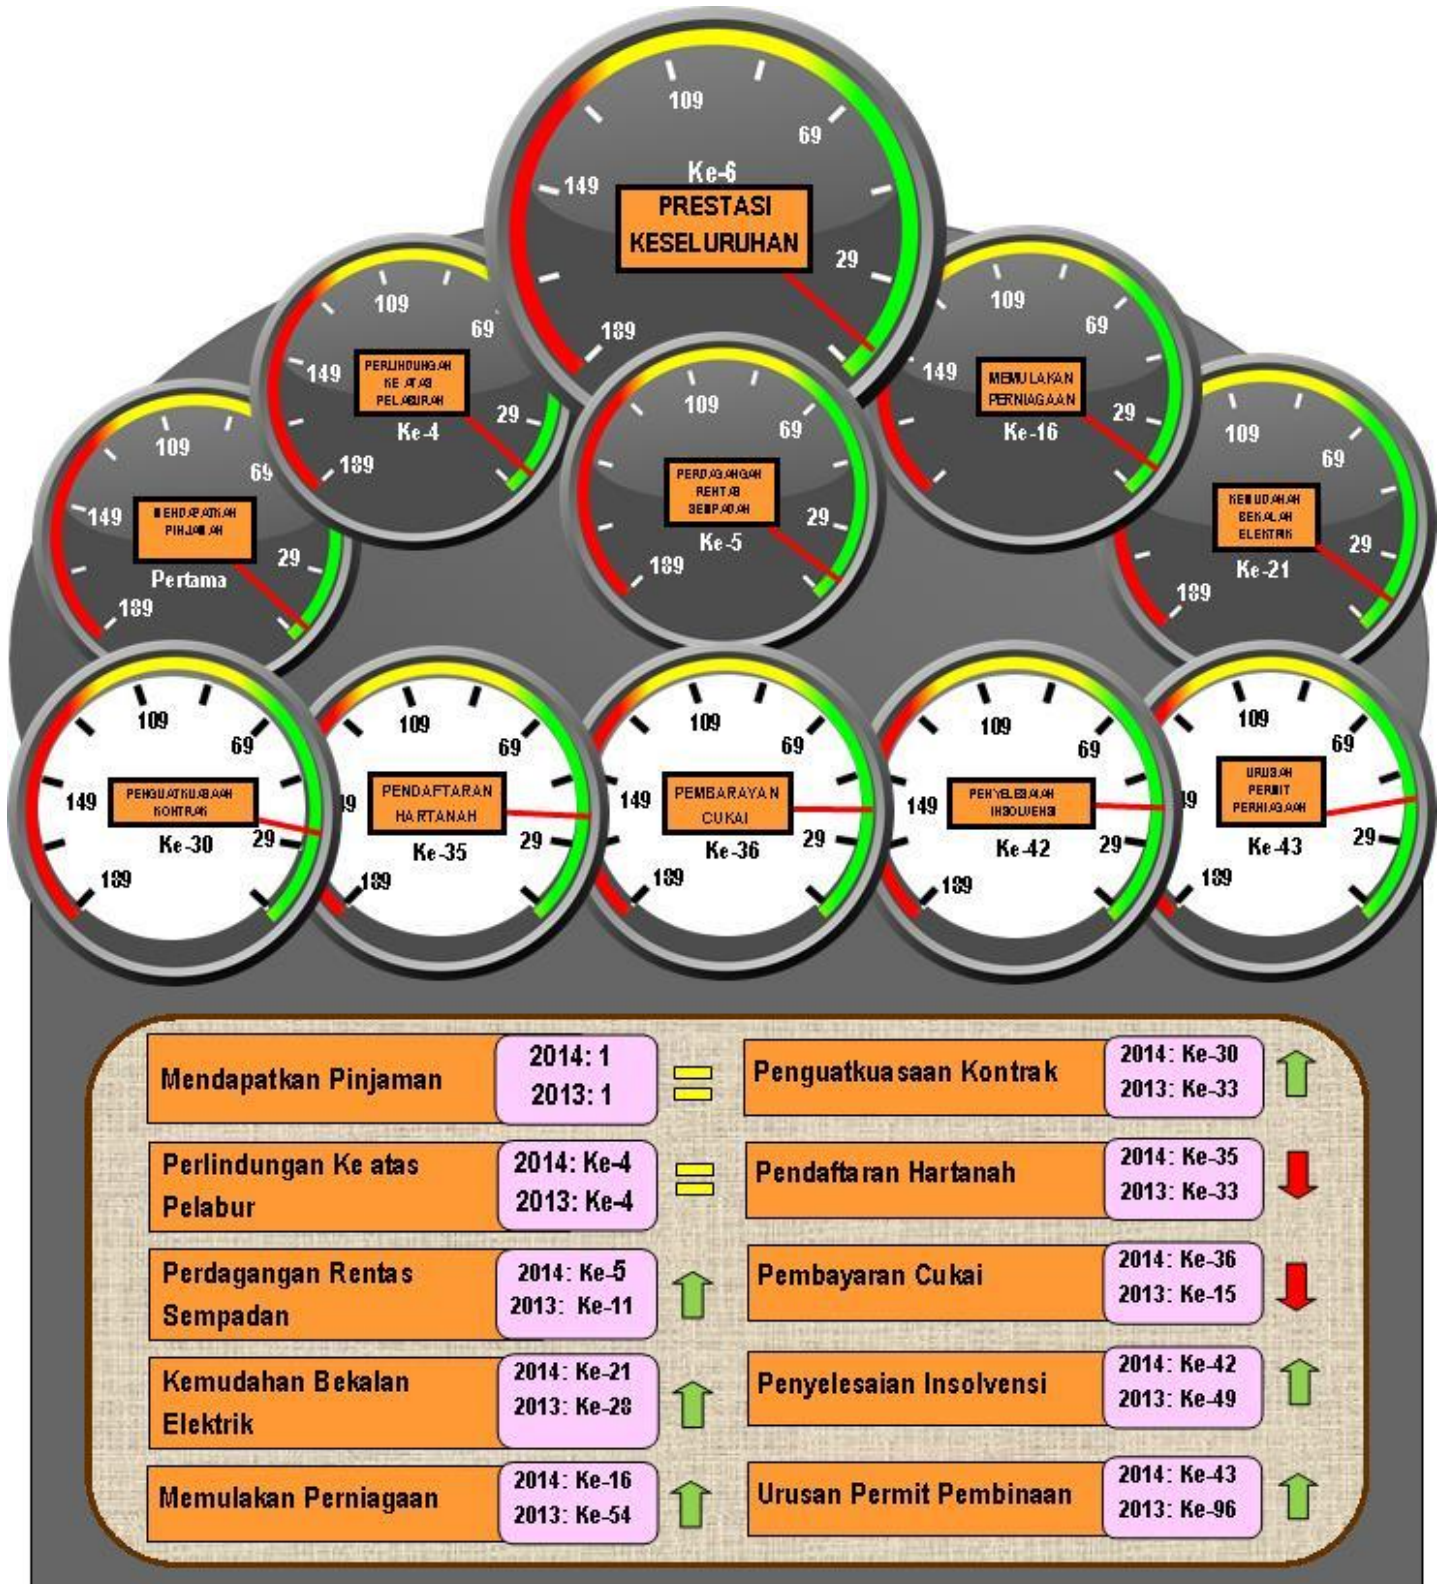 109
69
149
Ke-6
PRESTASI
KESELURUHAN
29
189
109
69
149
PERLINDUNGAN
KE ATAS
PELABURAN
29
Ke-4
189
109
69
149
MEMULAKAN
PERNIAGAAN
29
Ke-16
109
69
PERDAGANGAN
RENTAS
SEMPADAN
29
Ke-5
189
109
69
149
MENDAPATKAN
PINJAMAN
29
Pertama
189
109
69
KEMUDAHAN
BEKALAN
ELEKTRIK
29
Ke-21
189
109
69
149
PENGUATKUASAAN
KONTRAK
Ke-30
29
189
109
69
149
PENDAFTARAN
HARTANAH
Ke-35
29
189
109
69
149
PEMBARAYAN
CUKAI
Ke-36
29
189
109
69
149
PENYELESAIAN
INSOLVENSI
Ke-42
29
189
109
69
149
URUSAN
PERMIT
PERNIAGAAN
Ke-43
29
189
Mendapatkan Pinjaman
2014: 1
2013: 1
Penguatkuasaan Kontrak
2014: Ke-30
2013: Ke-33
Perlindungan Ke atas
Pelabur
2014: Ke-4
2013: Ke-4
Pendaftaran Hartanah
2014: Ke-35
2013: Ke-33
Perdagangan Rentas
Sempadan
2014: Ke-5
2013: Ke-11
Pembayaran Cukai
2014: Ke-36
2013: Ke-15
Kemudahan Bekalan
Elektrik
2014: Ke-21
2013: Ke-28
Penyelesaian Insolvensi
2014: Ke-42
2013: Ke-49
Memulakan Perniagaan
2014: Ke-16
2013: Ke-54
Urusan Permit Pembinaan
2014: Ke-43
2013: Ke-96